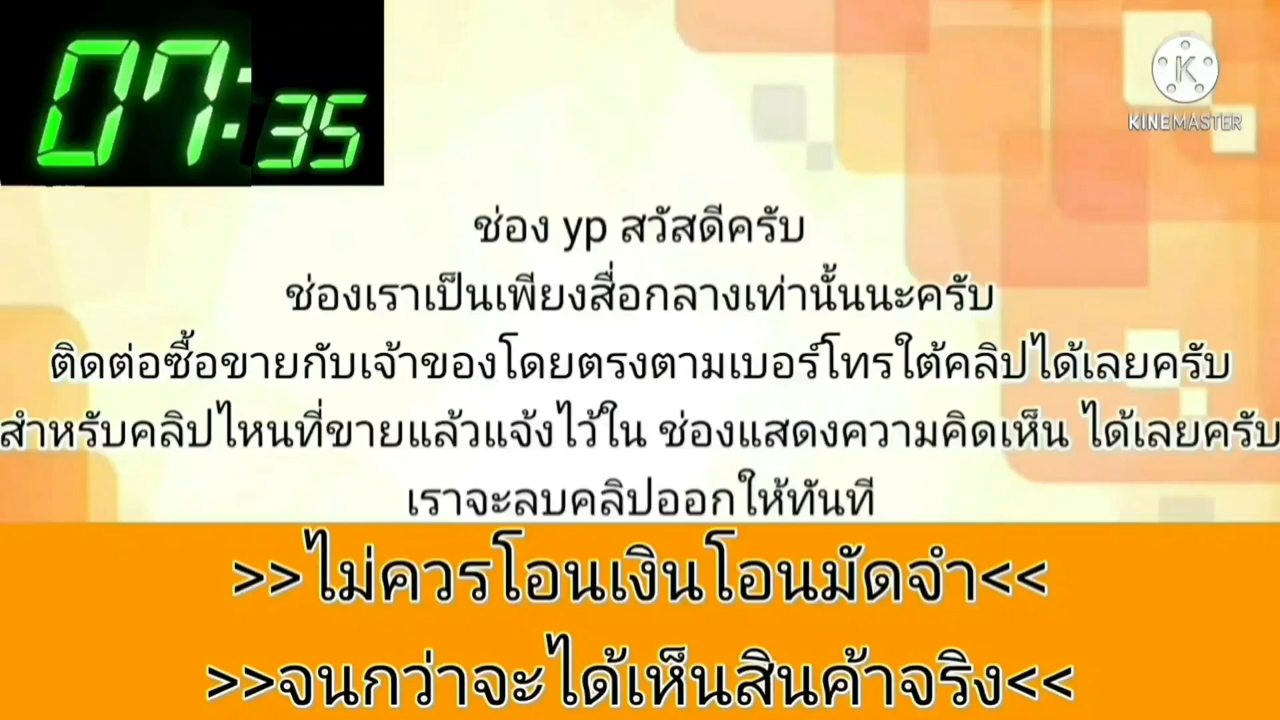 07:35
KINEMASTER
ช่อง yp สวัสดีครับ
ช่องเราเป็นเพียงสื่อกลางเท่านั้นนะครับ
ติดต่อซื้อขายกับเจ้าของโดยตรงตามเบอร์โทรใต้คลิปได้เลยครับ
สำหรับคลิปไหนที่ขายแล้วแจ้งไว้ใน ช่องแสดงความคิดเห็น ได้เลยครับ
เราจะลบคลิปออกให้ทันที
>>ไม่ควรโอนเงินโอนมัดจำ<<
>>จนกว่าจะได้เห็นสินค้าจริง<<